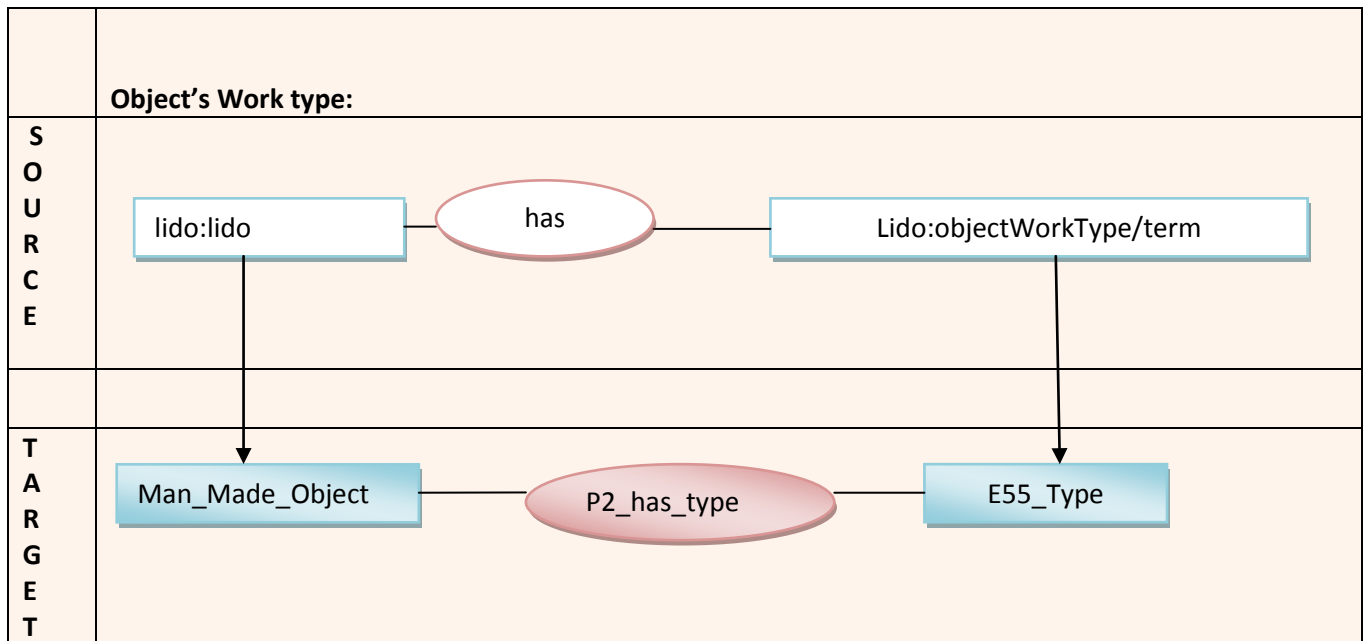 Object’s Work type:
S
O
U
R
C
E
lido:lido
has
Lido:objectWorkType/term
T
A
R
G
E
T
Man_Made_Object
P2_has_type
E55_Type